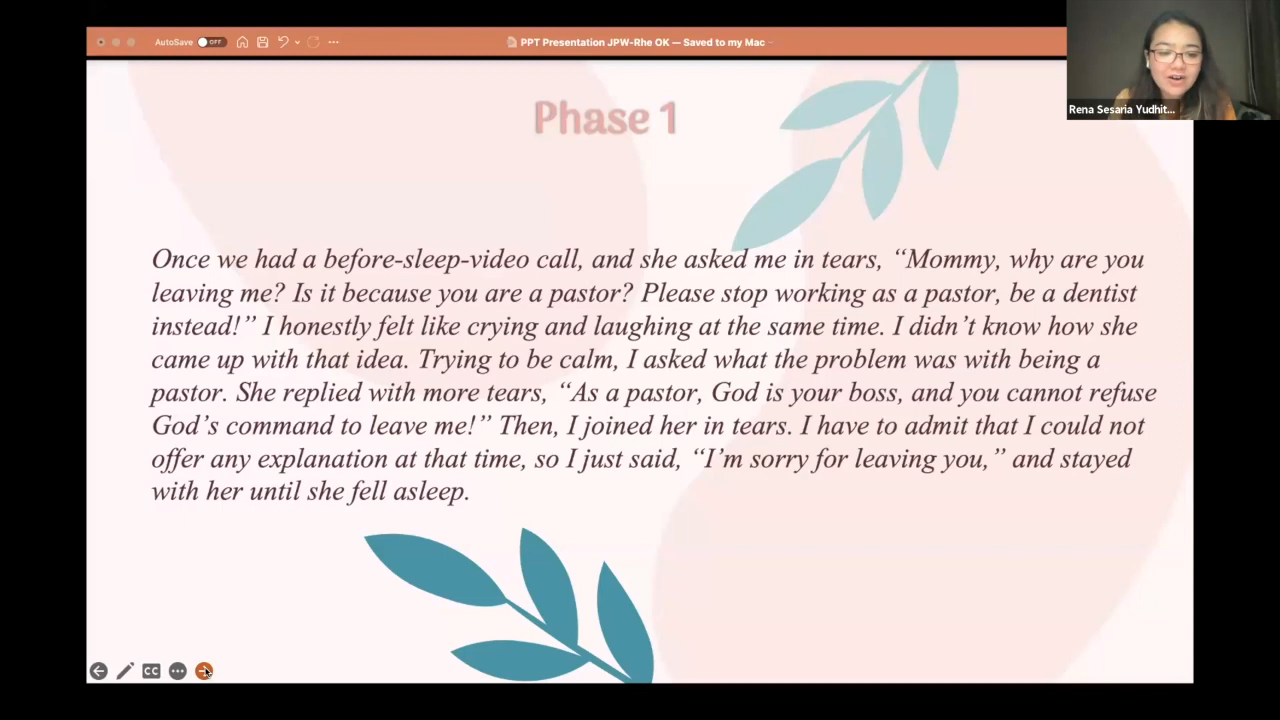 AutoSave OFF
PPT Presentation JPW-Rhe OK — Saved to my Mac
Rena Sesaria Yudhit...
Phase 1
Once we had a before-sleep-video call, and she asked me in tears, “Mommy, why are you
leaving me? Is it because you are a pastor? Please stop working as a pastor, be a dentist
instead!” I honestly felt like crying and laughing at the same time. I didn’t know how she
came up with that idea. Trying to be calm, I asked what the problem was with being a
pastor. She replied with more tears, “As a pastor, God is your boss, and you cannot refuse
God’s command to leave me!” Then, I joined her in tears. I have to admit that I could not
offer any explanation at that time, so I just said, “I’m sorry for leaving you,” and stayed
with her until she fell asleep.
CC